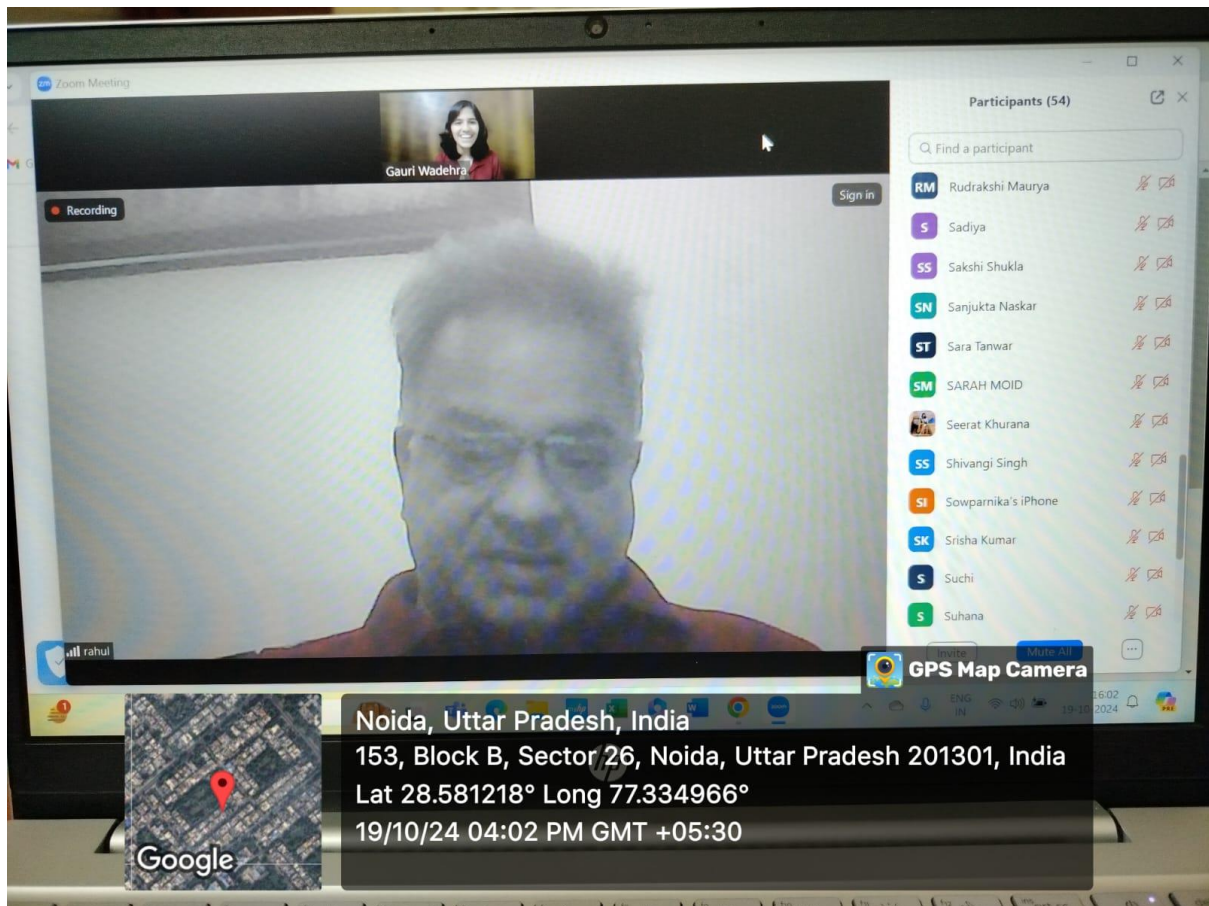 zm Zoom Meeting
Gauri Wadehra
Recording
Sign in
rahul
Participants (54)
Find a participant
RM Rudrakshi Maurya
S Sadiya
SS Sakshi Shukla
SN Sanjukta Naskar
ST Sara Tanwar
SM SARAH MOID
Seerat Khurana
SS Shivangi Singh
SI Sowparnika's iPhone
SK Srisha Kumar
S Suchi
S Suhana
Invite
Mute All
GPS Map Camera
1
ENG
IN
16:02
19-10-2024
hp
Noida, Uttar Pradesh, India
153, Block B, Sector 26, Noida, Uttar Pradesh 201301, India
Lat 28.581218° Long 77.334966°
19/10/24 04:02 PM GMT +05:30
Google